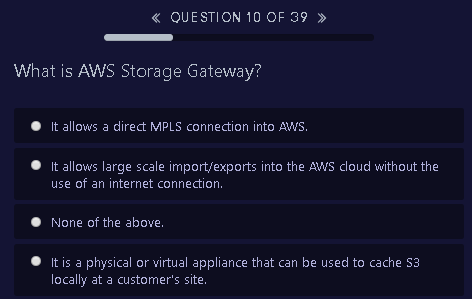 « QUESTION 10 OF 39 »
What is AWS Storage Gateway?
It allows a direct MPLS connection into AWS.
It allows large scale import/exports into the AWS cloud without the
use of an internet connection.
None of the above.
It is a physical or virtual appliance that can be used to cache S3
locally at a customer's site.